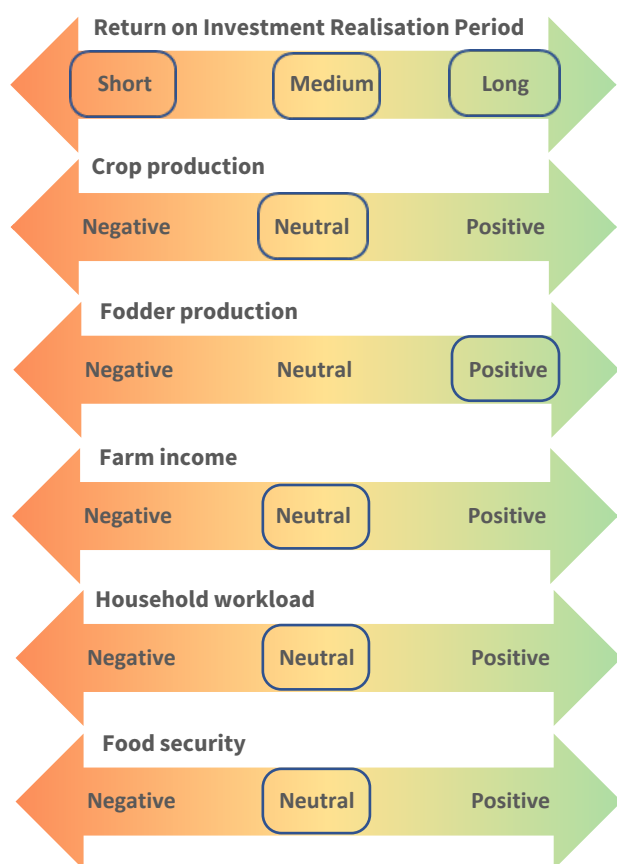 Return on Investment Realisation Period
Short Medium Long
Crop production
Negative Neutral Positive
Fodder production
Negative Neutral Positive
Farm income
Negative Neutral Positive
Household workload
Negative Neutral Positive
Food security
Negative Neutral Positive